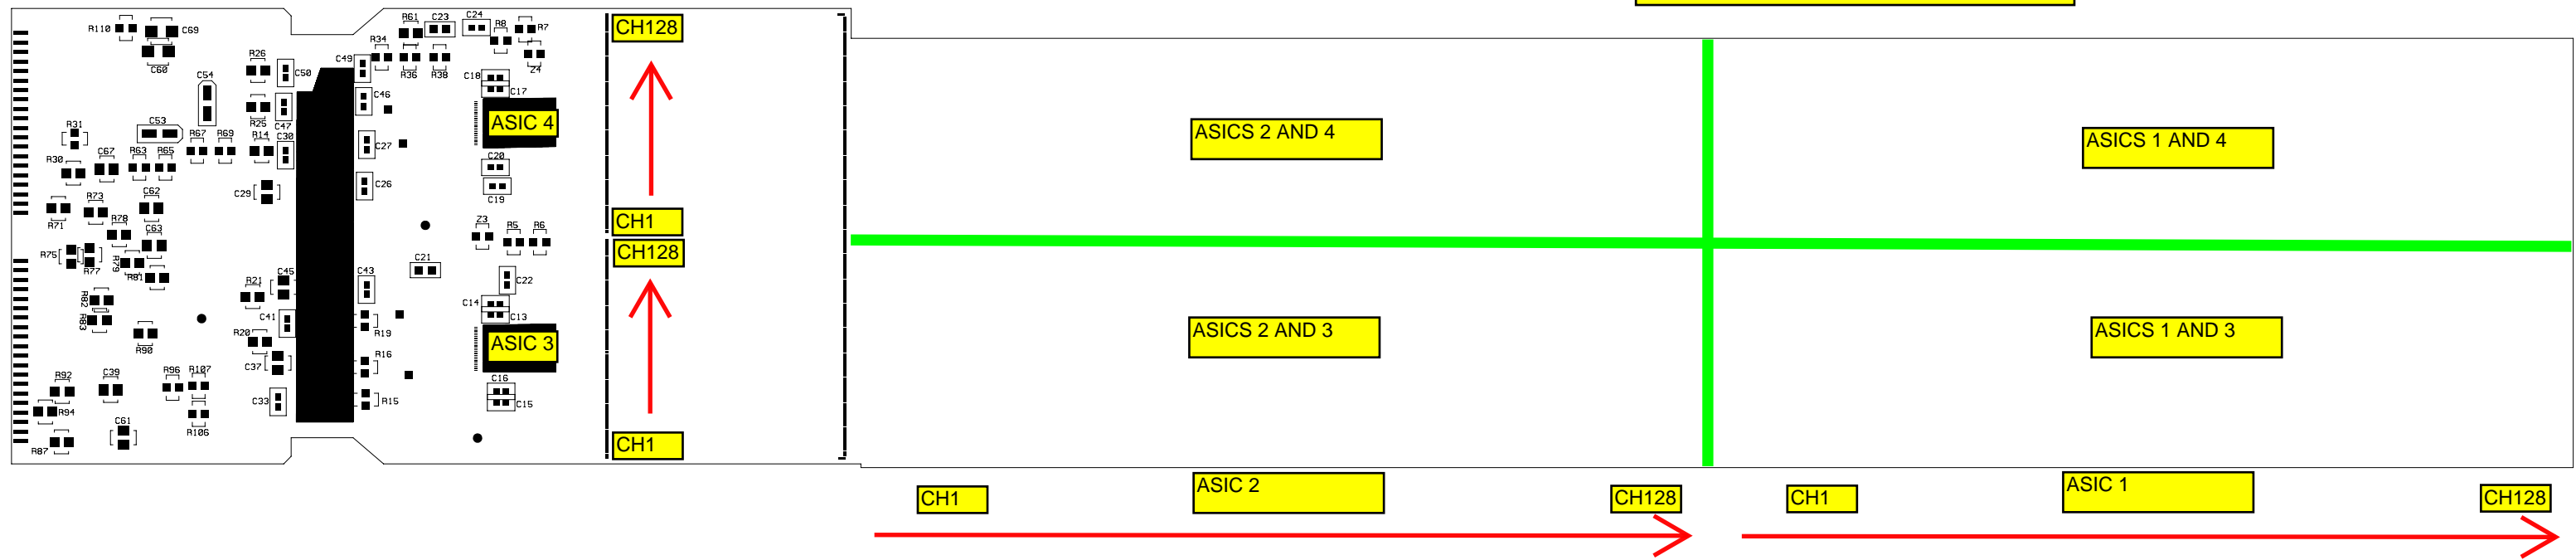 R110
C69
C60
R61
C23
C24
R8
R7
CH128
R34
R26
C50
C49
R36
R38
Z4
C54
C18
C17
C46
R25
C47
ASIC 4
ASICS 2 AND 4
ASICS 1 AND 4
R31
C53
R67
R69
R14
C30
C27
R30
C67
R63
R65
C20
C29
C26
C19
R73
C62
R71
R78
C63
Z3
R5
R6
CH1
CH128
R75
R77
R79
R81
R21
C45
C43
C21
C22
R82
R83
C14
C13
C41
R19
R20
R90
ASIC 3
ASICS 2 AND 3
ASICS 1 AND 3
C37
R16
R92
C39
R96
R107
C16
C15
C33
R15
R94
R106
C61
R87
CH1
CH1
ASIC 2
CH128
CH1
ASIC 1
CH128